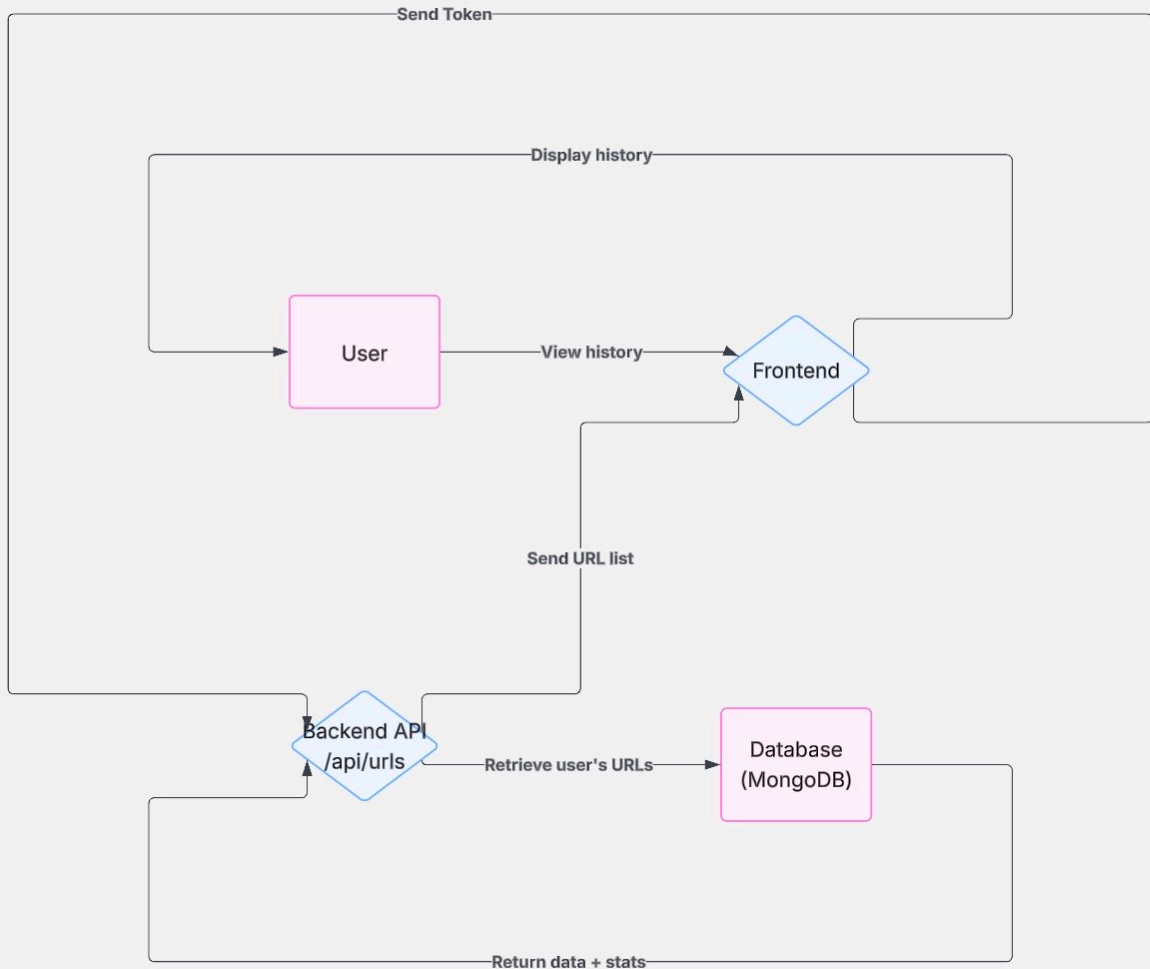 Send Token
Display history
User
View history
Frontend
Send URL list
Backend API
/api/urls
Retrieve user's URLs
Database
(MongoDB)
Return data + stats